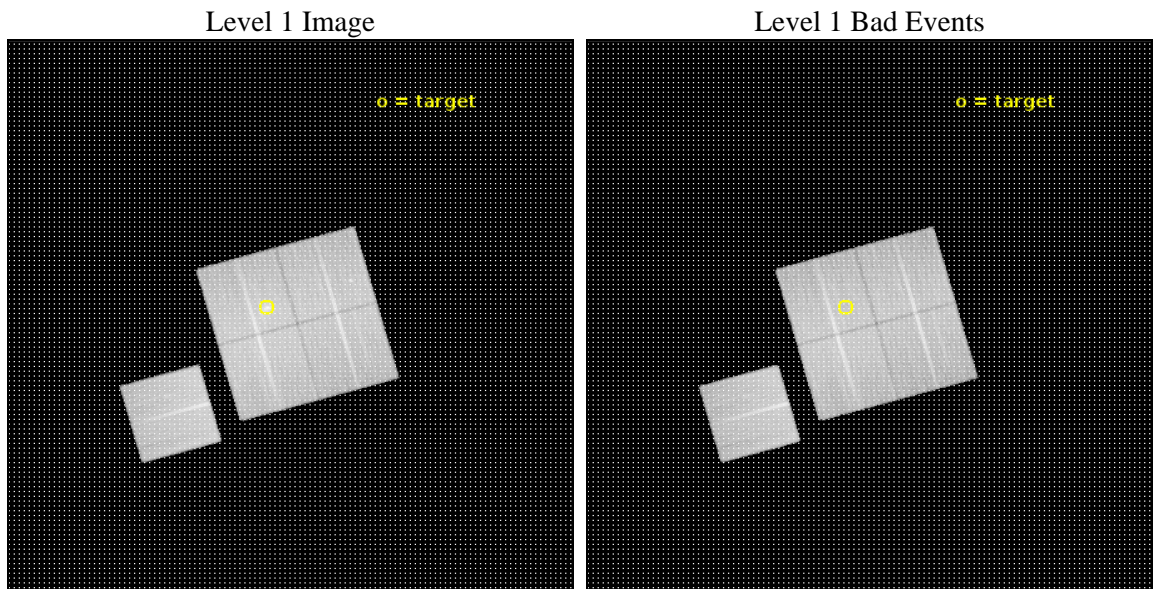 Level 1 Image
Level 1 Bad Events
o = target
o = target